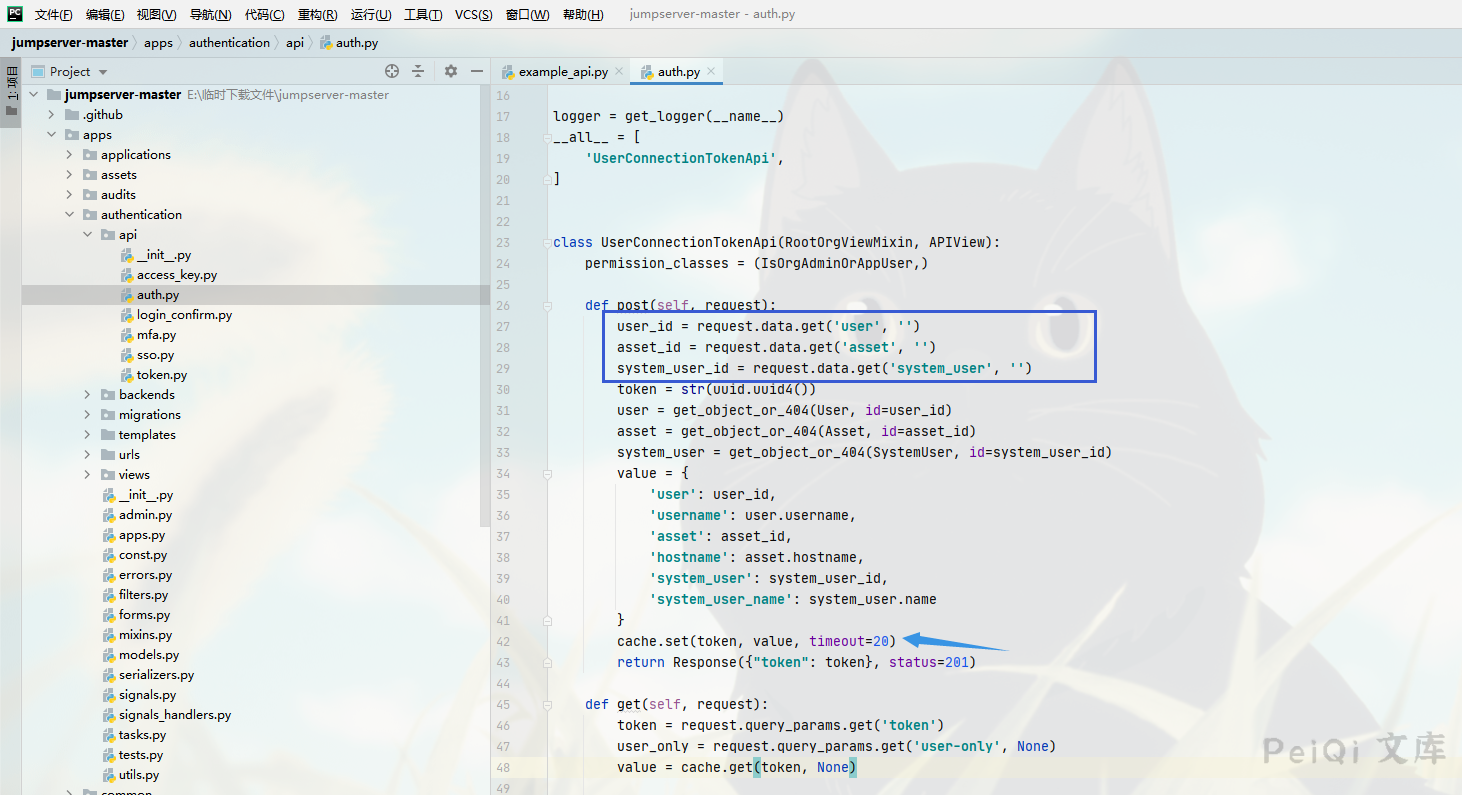 PC 文件(F) 编辑(E) 视图(V) 导航(N) 代码(C) 重构(R) 运行(U) 工具(T) VCS(S) 窗口(W) 帮助(H) jumpserver-master - auth.py
jumpserver-master apps authentication api auth.py
1: 项目
Project
jumpserver-master E:\临时下载文件\jumpserver-master
.github
apps
applications
assets
audits
authentication
api
__init__.py
access_key.py
auth.py
login_confirm.py
mfa.py
sso.py
token.py
backends
migrations
templates
urls
views
__init__.py
admin.py
apps.py
const.py
errors.py
filters.py
forms.py
mixins.py
models.py
serializers.py
signals.py
signals_handlers.py
tasks.py
tests.py
utils.py
common
example_api.py auth.py
16
17 logger = get_logger(__name__)
18 __all__ = [
19 'UserConnectionTokenApi',
20 ]
21
22
23 class UserConnectionTokenApi(RootOrgViewMixin, APIView):
24 permission_classes = (IsOrgAdminOrAppUser,)
25
26 def post(self, request):
27 user_id = request.data.get('user', '')
28 asset_id = request.data.get('asset', '')
29 system_user_id = request.data.get('system_user', '')
30 token = str(uuid.uuid4())
31 user = get_object_or_404(User, id=user_id)
32 asset = get_object_or_404(Asset, id=asset_id)
33 system_user = get_object_or_404(SystemUser, id=system_user_id)
34 value = {
35 'user': user_id,
36 'username': user.username,
37 'asset': asset_id,
38 'hostname': asset.hostname,
39 'system_user': system_user_id,
40 'system_user_name': system_user.name
41 }
42 cache.set(token, value, timeout=20)
43 return Response({"token": token}, status=201)
44
45 def get(self, request):
46 token = request.query_params.get('token')
47 user_only = request.query_params.get('user-only', None)
48 value = cache.get(token, None)
49
PeiQi 文库